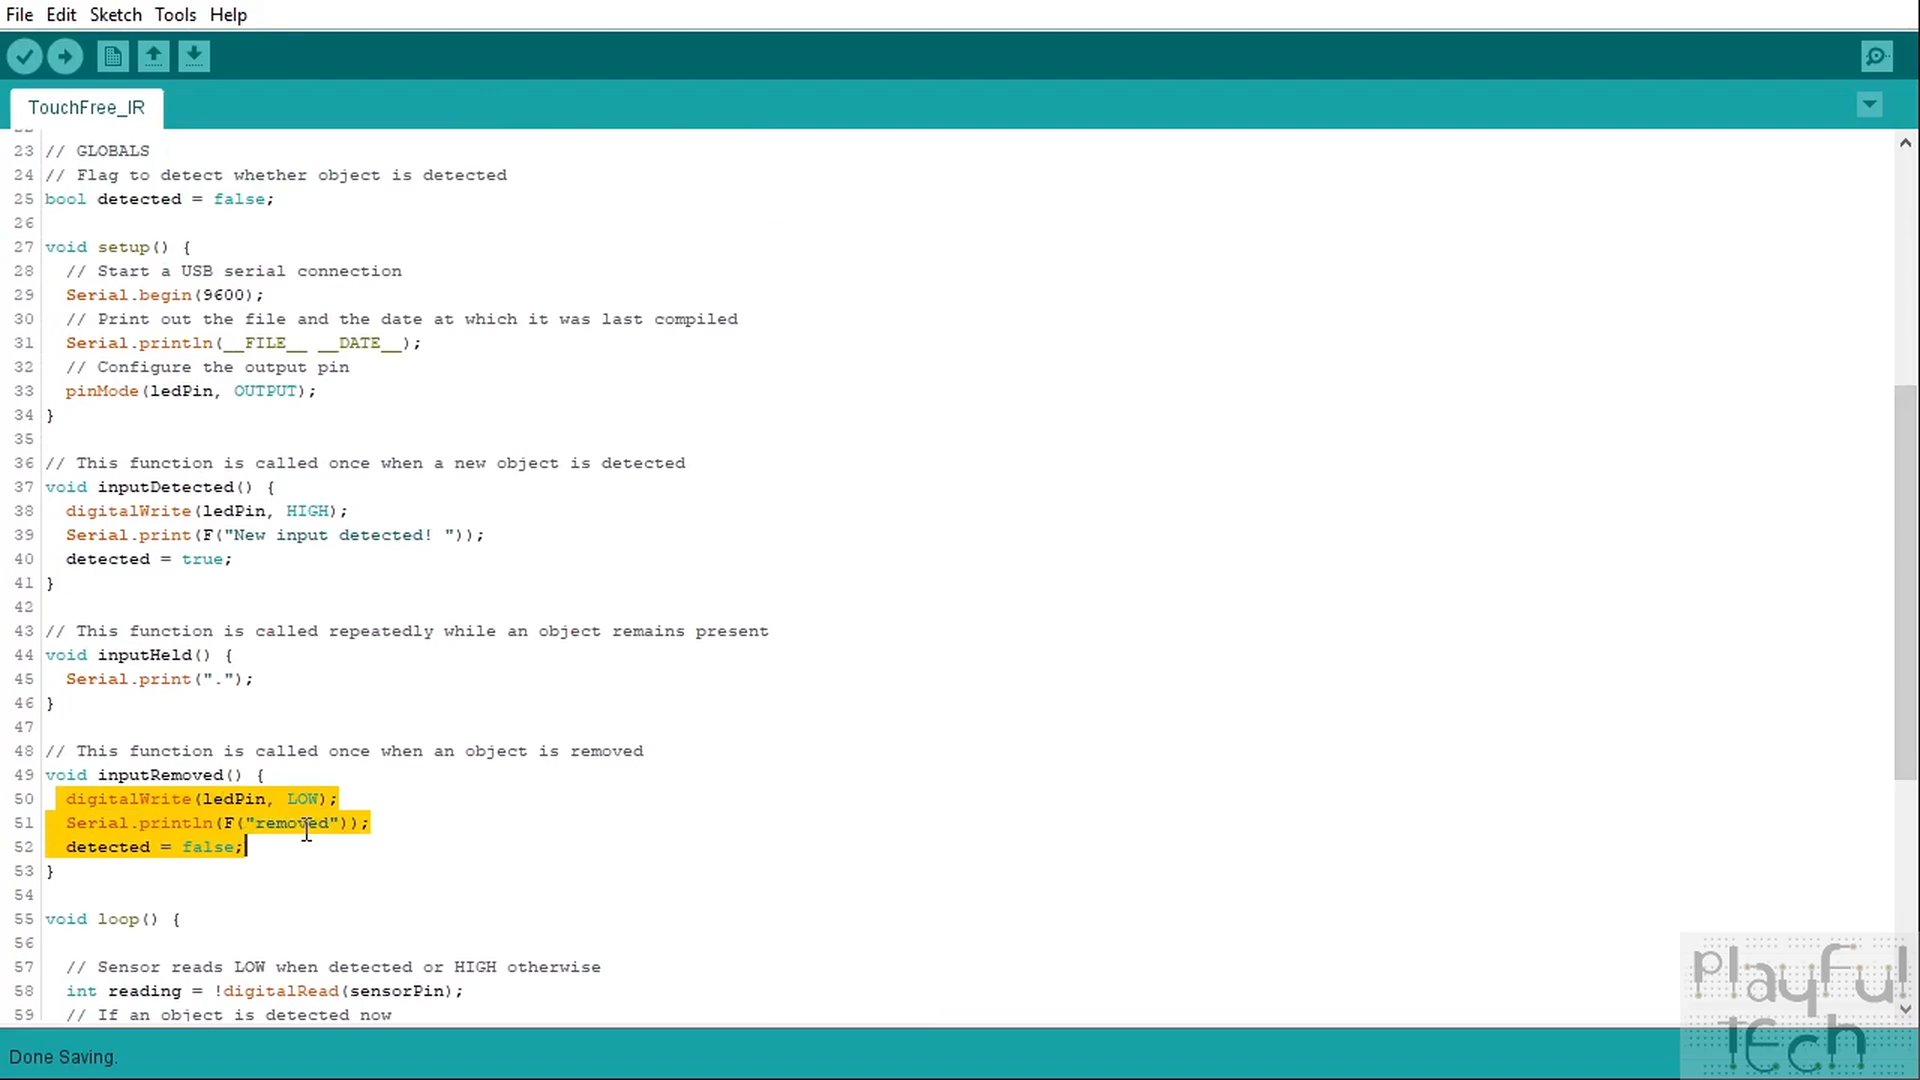 File Edit Sketch Tools Help
TouchFree_IR
23 // GLOBALS
24 // Flag to detect whether object is detected
25 bool detected = false;
26
27 void setup() {
28   // Start a USB serial connection
29   Serial.begin(9600);
30   // Print out the file and the date at which it was last compiled
31   Serial.println(__FILE__ __DATE__);
32   // Configure the output pin
33   pinMode(ledPin, OUTPUT);
34 }
35
36 // This function is called once when a new object is detected
37 void inputDetected() {
38   digitalWrite(ledPin, HIGH);
39   Serial.print(F("New input detected! "));
40   detected = true;
41 }
42
43 // This function is called repeatedly while an object remains present
44 void inputHeld() {
45   Serial.print(".");
46 }
47
48 // This function is called once when an object is removed
49 void inputRemoved() {
50   digitalWrite(ledPin, LOW);
51   Serial.println(F("removed"));
52   detected = false;
53 }
54
55 void loop() {
56
57   // Sensor reads LOW when detected or HIGH otherwise
58   int reading = !digitalRead(sensorPin);
59   // If an object is detected now
Done Saving.
playful
tEch